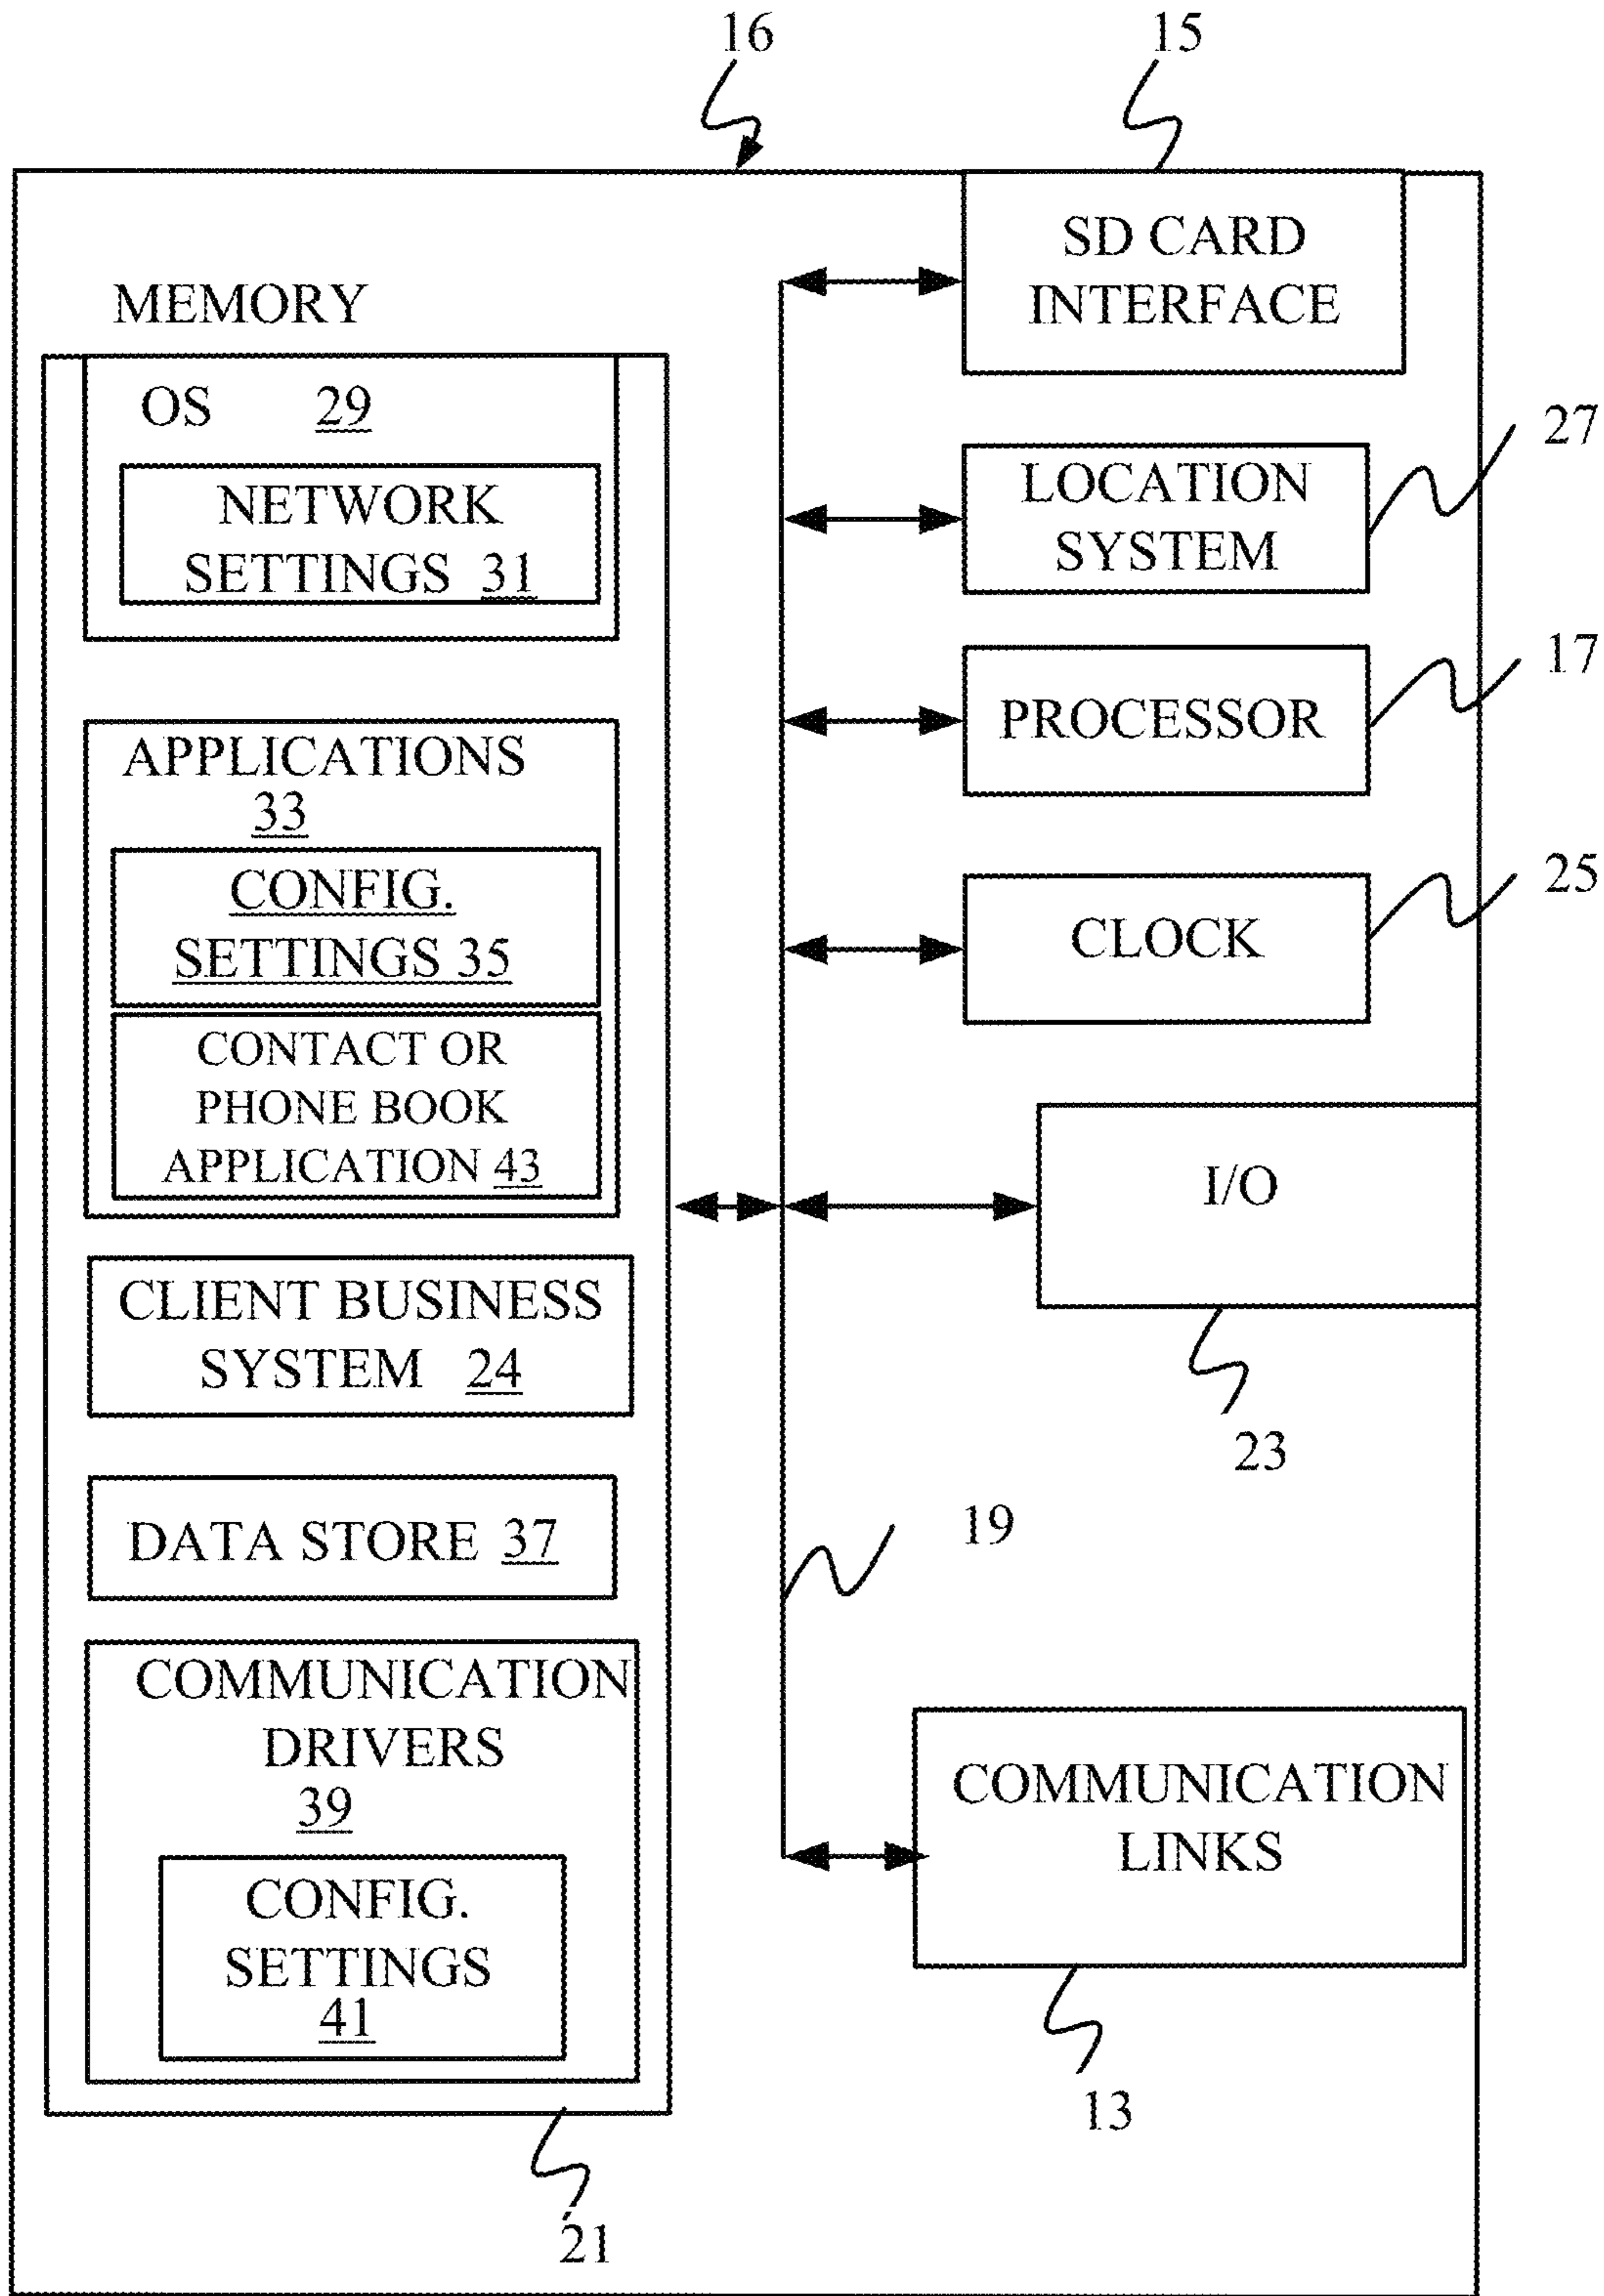 16
15
SD CARD
INTERFACE
MEMORY
OS 29
NETWORK
SETTINGS 31
APPLICATIONS
33
CONFIG.
SETTINGS 35
CONTACT OR
PHONE BOOK
APPLICATION 43
CLIENT BUSINESS
SYSTEM 24
DATA STORE 37
COMMUNICATION
DRIVERS
39
CONFIG.
SETTINGS
41
21
LOCATION
SYSTEM
27
PROCESSOR
17
CLOCK
25
I/O
23
19
COMMUNICATION
LINKS
13